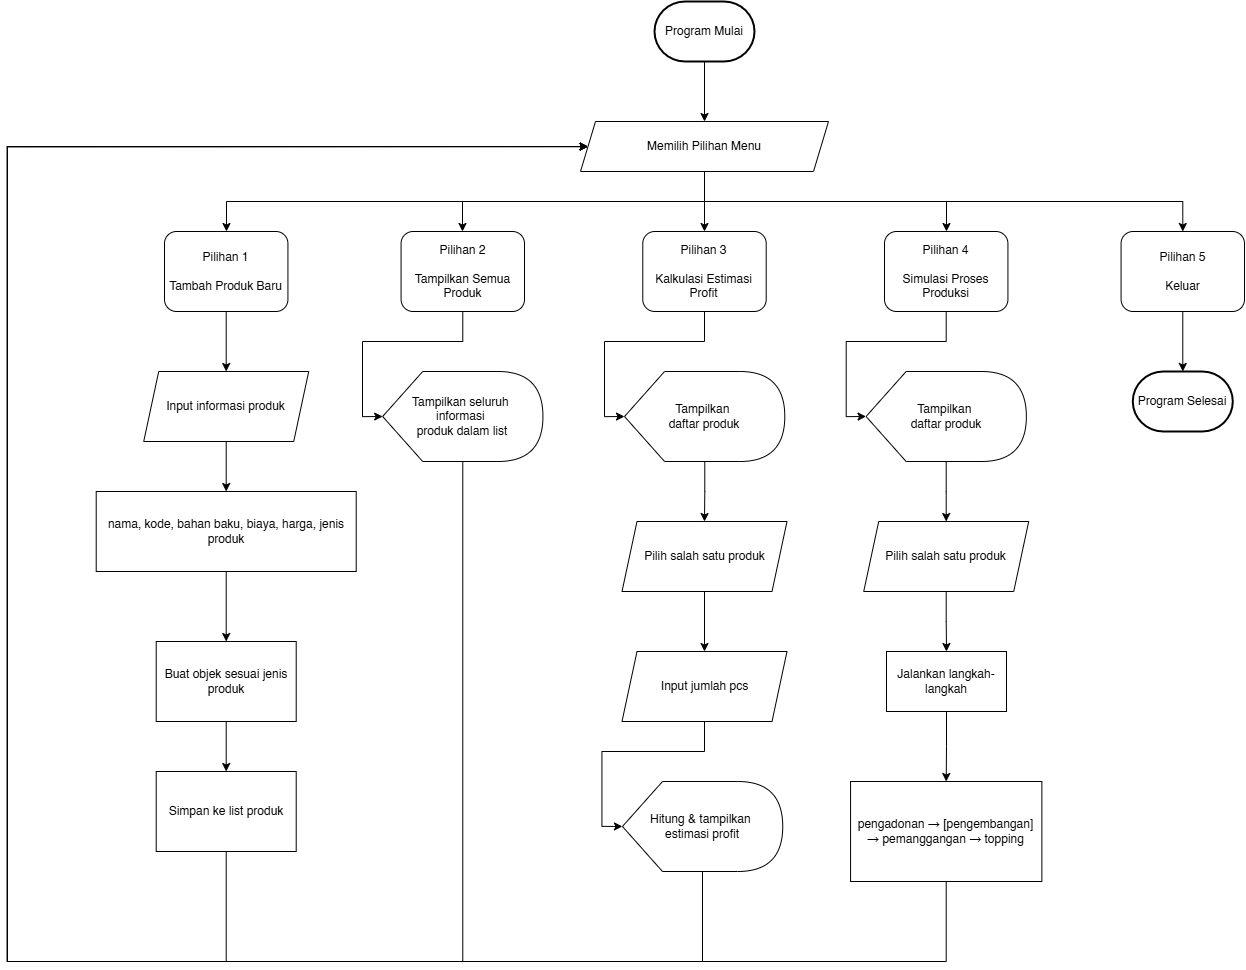 Program Mulai
Memilih Pilihan Menu
Pilihan 1
Tambah Produk Baru
Pilihan 2
Tampilkan Semua
Produk
Pilihan 3
Kalkulasi Estimasi
Profit
Pilihan 4
Simulasi Proses
Produksi
Pilihan 5
Keluar
Input informasi produk
Tampilkan seluruh
informasi
produk dalam list
Tampilkan
daftar produk
Tampilkan
daftar produk
Program Selesai
nama, kode, bahan baku, biaya, harga, jenis
produk
Pilih salah satu produk
Pilih salah satu produk
Buat objek sesuai jenis
produk
Input jumlah pcs
Jalankan langkah-
langkah
Simpan ke list produk
Hitung & tampilkan
estimasi profit
pengadonan → [pengembangan]
→ pemanggangan → topping